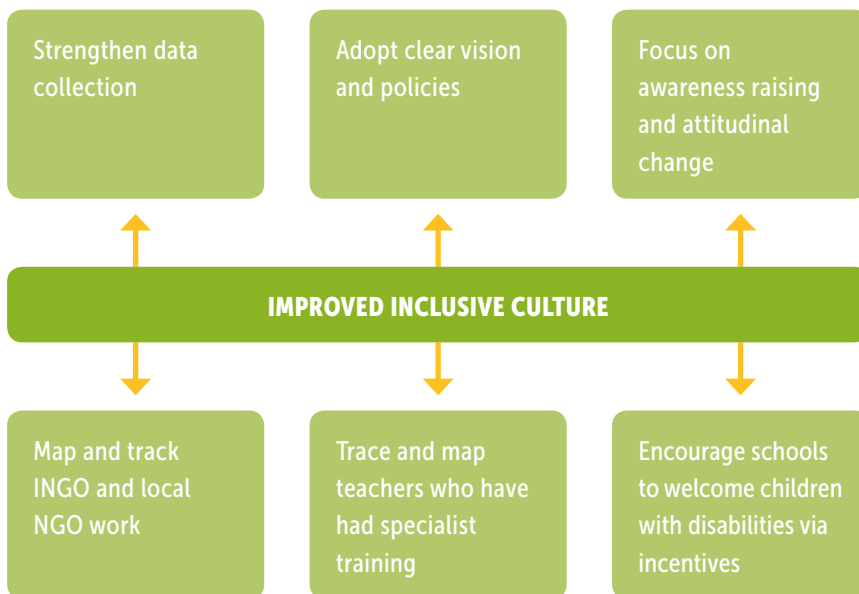 Strengthen data
collection
Adopt clear vision
and policies
Focus on
awareness raising
and attitudinal
change
IMPROVED INCLUSIVE CULTURE
Map and track
INGO and local
NGO work
Trace and map
teachers who have
had specialist
training
Encourage schools
to welcome children
with disabilities via
incentives